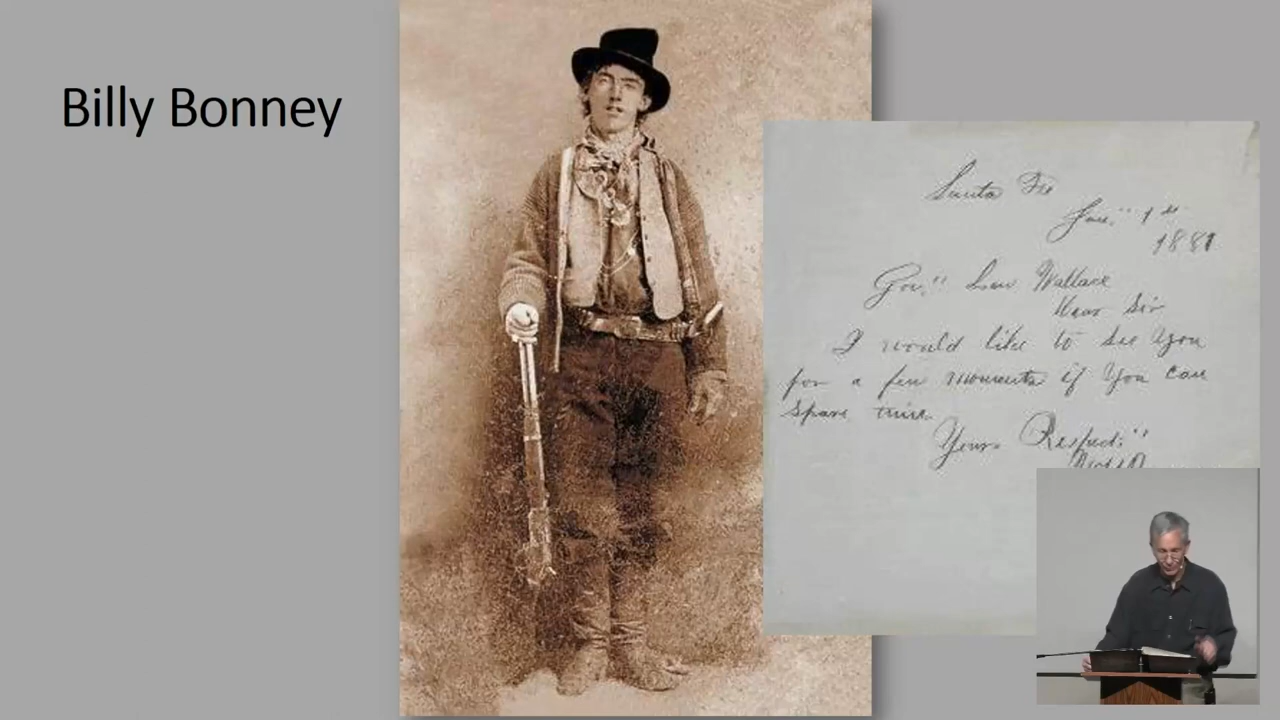 Billy Bonney
Santa Fe
Jan." 1st
1881
Gov." Lew Wallace
Dear Sir
I would like to see you
for a few moments if You can
Spare time.
Yours Respect."